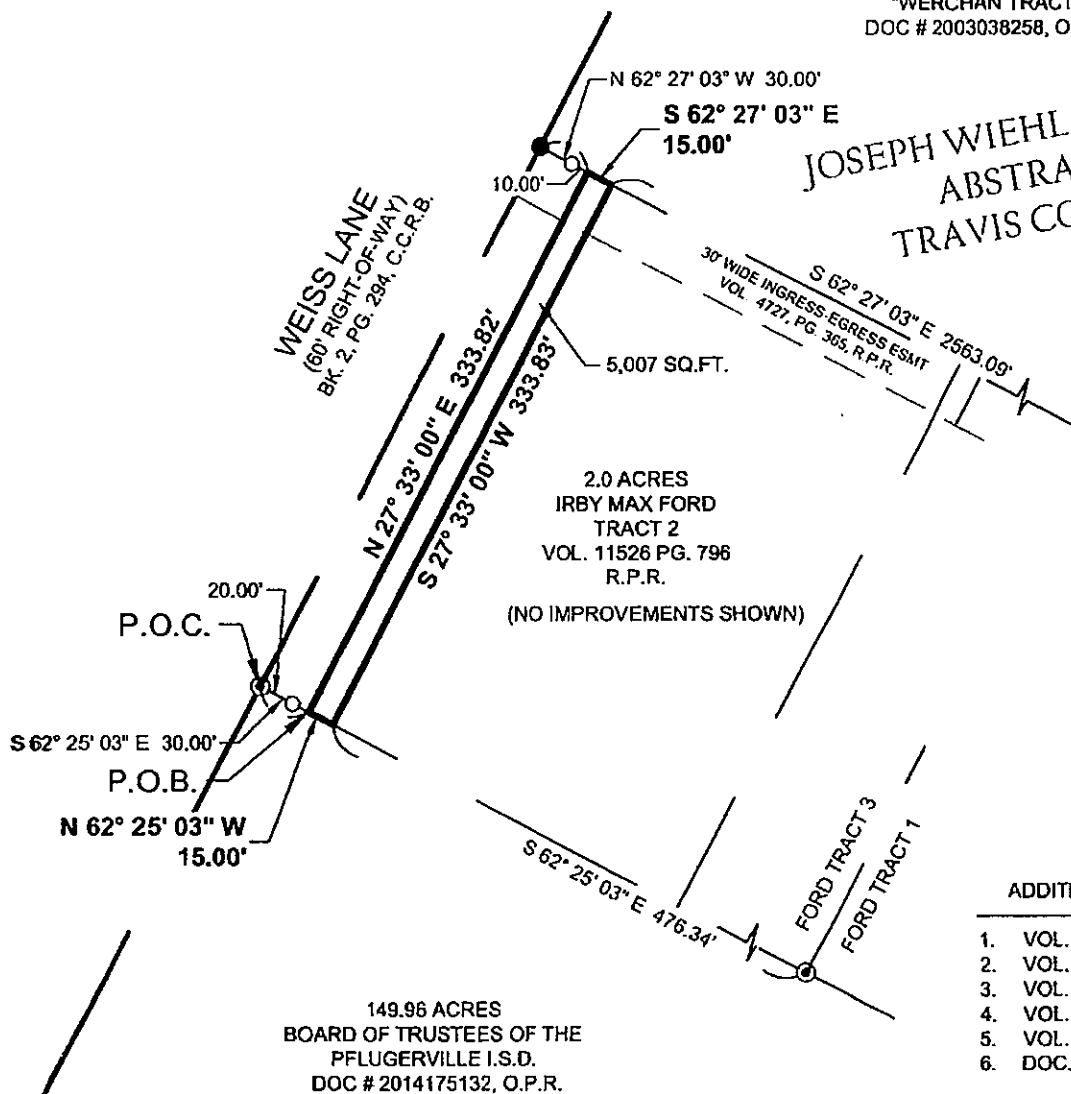 "WERCHAN TRACT
DOC # 2003038258, O
N 62° 27' 03" W 30.00'
S 62° 27' 03" E
15.00'
JOSEPH WIEHL
ABSTRA
TRAVIS CO
10.00'
WEISS LANE
(60' RIGHT-OF-WAY)
BK. 2, PG. 294, C.C.R.B.
S 62° 27' 03" E 2563.09'
30' WIDE INGRESS-EGRESS ESMT
VOL. 4727, PG. 365, R.P.R.
N 27° 33' 00" E 333.82'
S 27° 33' 00" W 333.83'
5,007 SQ.FT.
2.0 ACRES
IRBY MAX FORD
TRACT 2
VOL. 11526 PG. 796
R.P.R.
(NO IMPROVEMENTS SHOWN)
20.00'
P.O.C.
S 62° 25' 03" E 30.00'
P.O.B.
N 62° 25' 03" W
15.00'
S 62° 25' 03" E 476.34'
FORD TRACT 3
FORD TRACT 1
149.96 ACRES
BOARD OF TRUSTEES OF THE
PFLUGERVILLE I.S.D.
DOC # 2014175132, O.P.R.
ADDITI
1. VOL.
2. VOL.
3. VOL.
4. VOL.
5. VOL.
6. DOC.